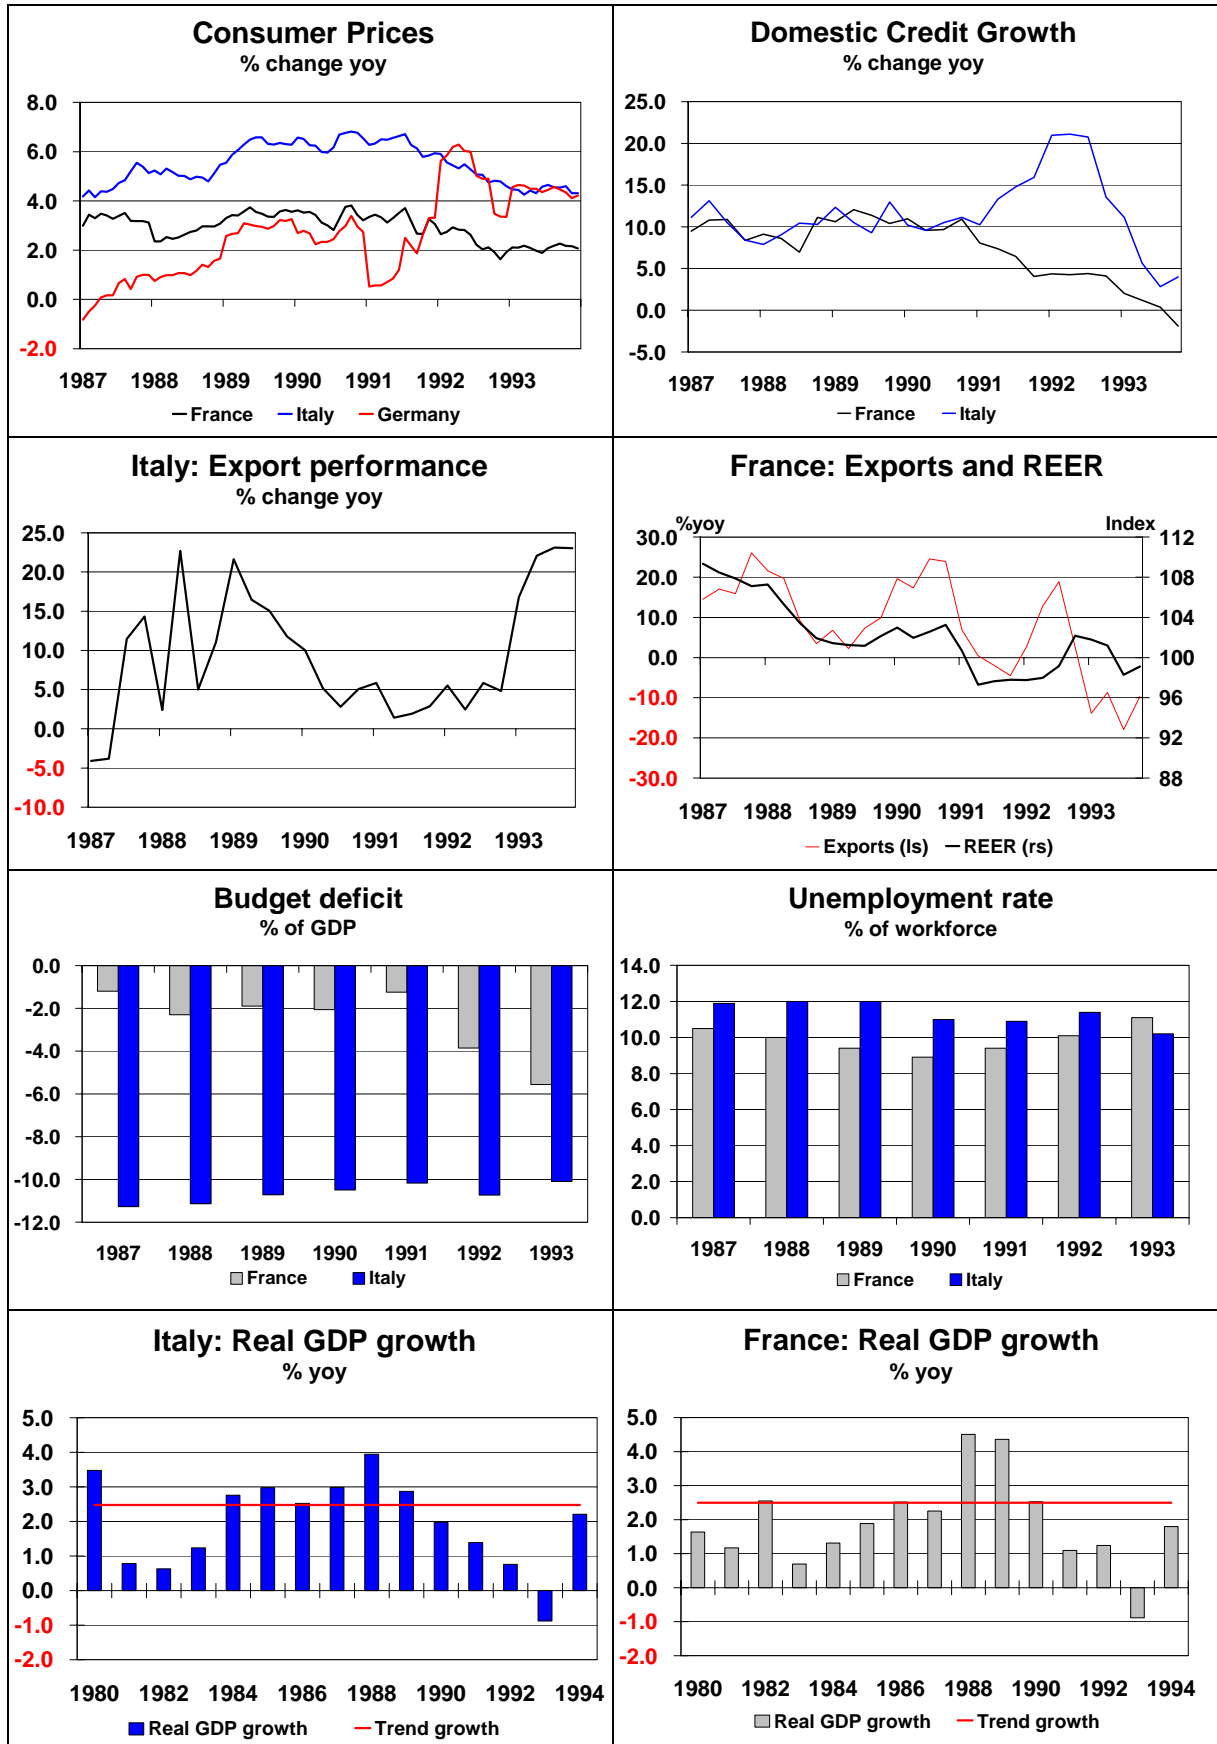 Consumer Prices
% change yoy
8.0
6.0
4.0
2.0
0.0
-2.0
1987 1988 1989 1990 1991 1992 1993
France Italy Germany
Domestic Credit Growth
% change yoy
25.0
20.0
15.0
10.0
5.0
0.0
-5.0
1987 1988 1989 1990 1991 1992 1993
France Italy
Italy: Export performance
% change yoy
25.0
20.0
15.0
10.0
5.0
0.0
-5.0
-10.0
1987 1988 1989 1990 1991 1992 1993
France: Exports and REER
%yoy Index
30.0 112
20.0 108
10.0 104
0.0 100
-10.0 96
-20.0 92
-30.0 88
1987 1988 1989 1990 1991 1992 1993
Exports (ls) REER (rs)
Budget deficit
% of GDP
0.0
-2.0
-4.0
-6.0
-8.0
-10.0
-12.0
1987 1988 1989 1990 1991 1992 1993
France Italy
Unemployment rate
% of workforce
14.0
12.0
10.0
8.0
6.0
4.0
2.0
0.0
1987 1988 1989 1990 1991 1992 1993
France Italy
Italy: Real GDP growth
% yoy
5.0
4.0
3.0
2.0
1.0
0.0
-1.0
-2.0
1980 1982 1984 1986 1988 1990 1992 1994
Real GDP growth Trend growth
France: Real GDP growth
% yoy
5.0
4.0
3.0
2.0
1.0
0.0
-1.0
-2.0
1980 1982 1984 1986 1988 1990 1992 1994
Real GDP growth Trend growth